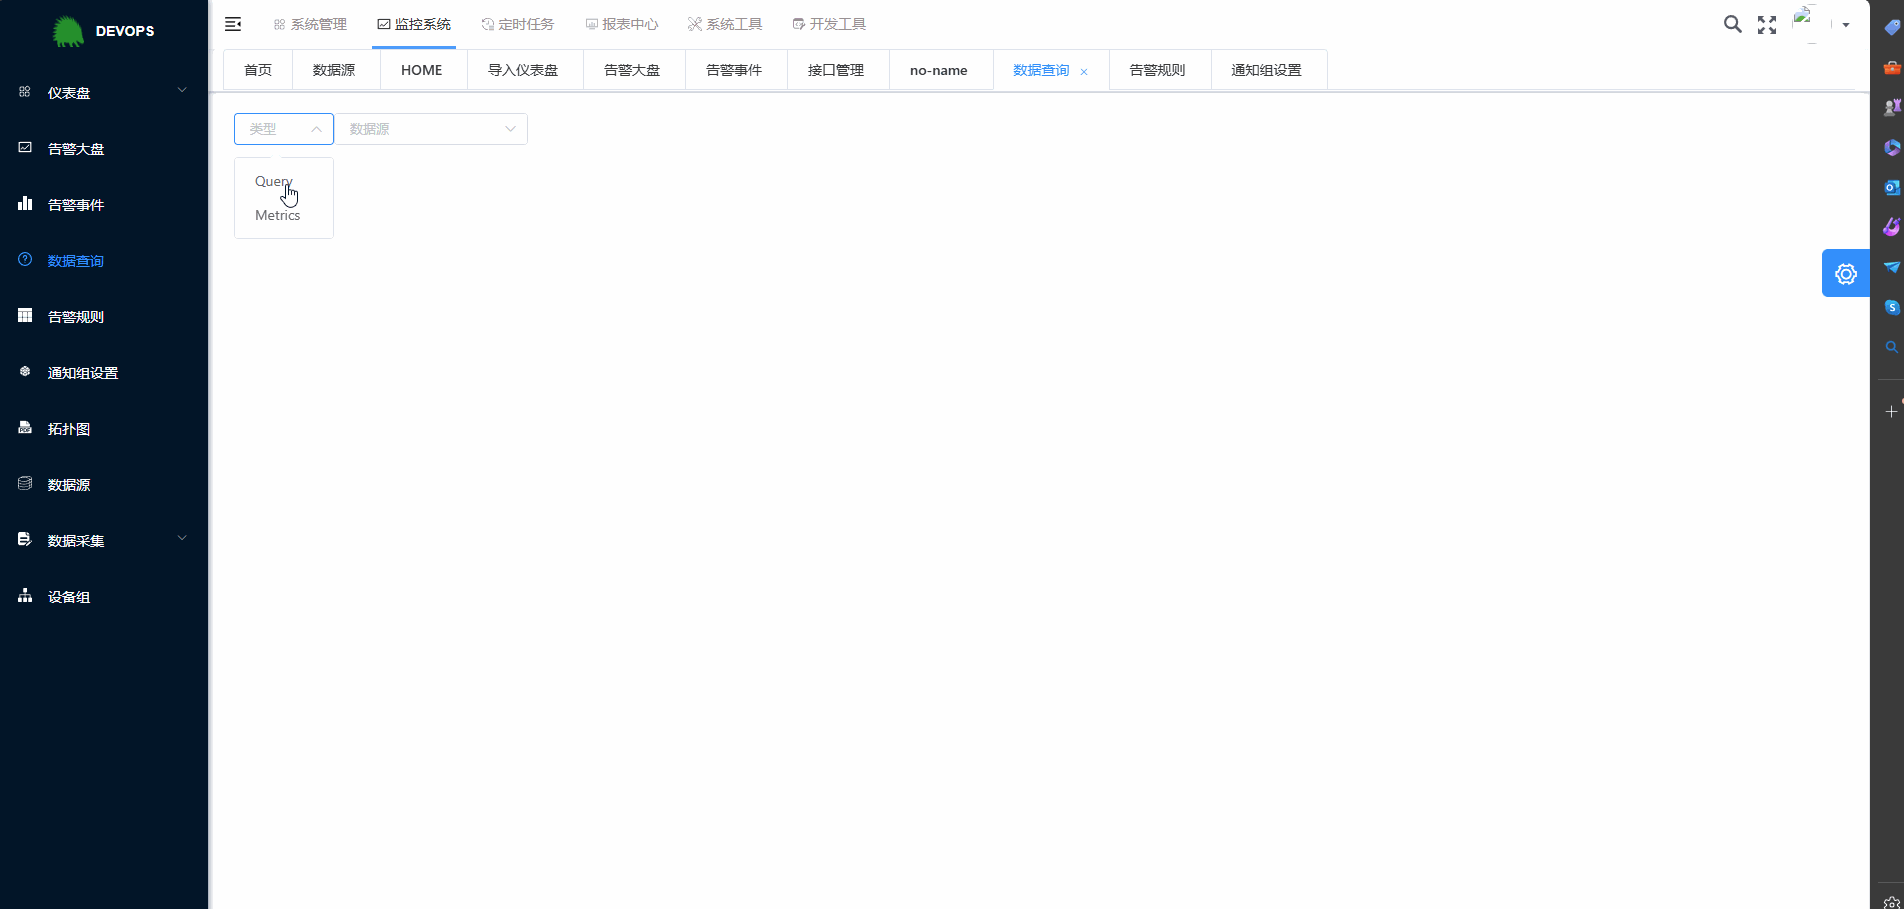 DEVOPS
系统管理
监控系统
定时任务
报表中心
系统工具
开发工具
首页
数据源
HOME
导入仪表盘
告警大盘
告警事件
接口管理
no-name
数据查询 ×
告警规则
通知组设置
仪表盘
告警大盘
告警事件
数据查询
告警规则
通知组设置
拓扑图
数据源
数据采集
设备组
类型
数据源
Query
Metrics